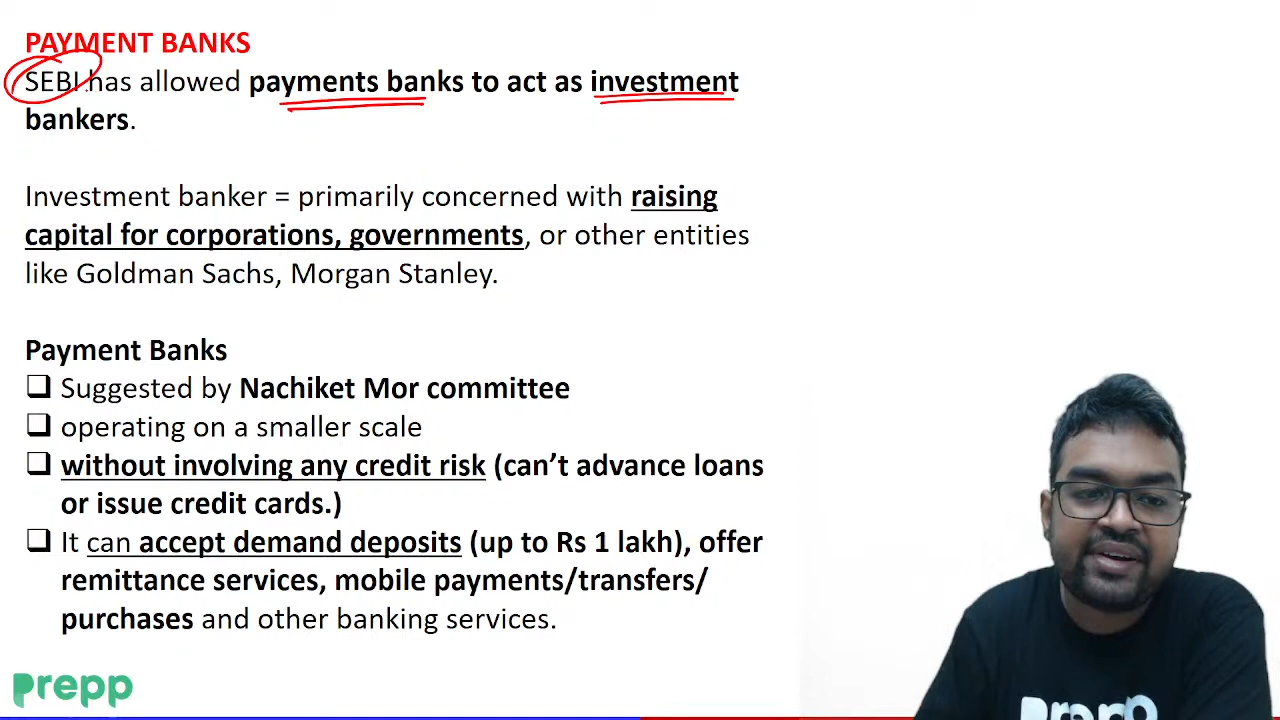 PAYMENT BANKS
SEBI has allowed payments banks to act as investment
bankers.
Investment banker = primarily concerned with raising
capital for corporations, governments, or other entities
like Goldman Sachs, Morgan Stanley.
Payment Banks
❑ Suggested by Nachiket Mor committee
❑ operating on a smaller scale
❑ without involving any credit risk (can’t advance loans
or issue credit cards.)
❑ It can accept demand deposits (up to Rs 1 lakh), offer
remittance services, mobile payments/transfers/
purchases and other banking services.
prepp